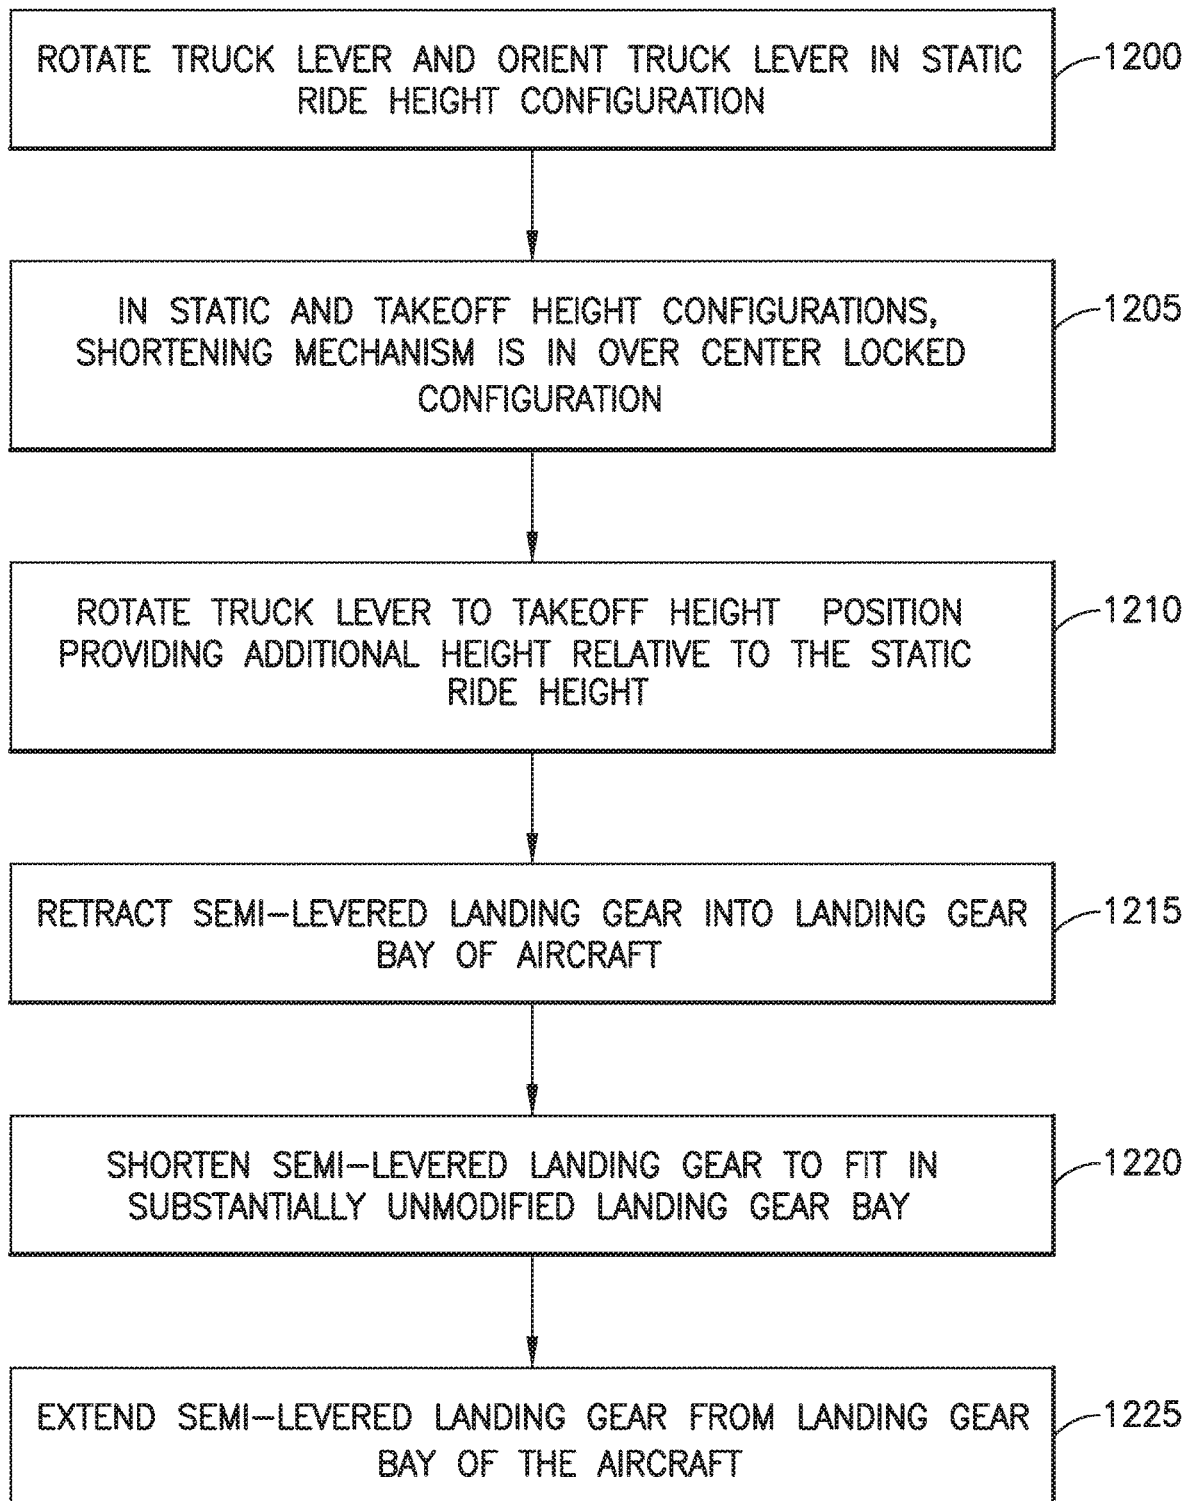 ROTATE TRUCK LEVER AND ORIENT TRUCK LEVER IN STATIC
RIDE HEIGHT CONFIGURATION
1200
IN STATIC AND TAKEOFF HEIGHT CONFIGURATIONS,
SHORTENING MECHANISM IS IN OVER CENTER LOCKED
CONFIGURATION
1205
ROTATE TRUCK LEVER TO TAKEOFF HEIGHT POSITION
PROVIDING ADDITIONAL HEIGHT RELATIVE TO THE STATIC
RIDE HEIGHT
1210
RETRACT SEMI-LEVERED LANDING GEAR INTO LANDING GEAR
BAY OF AIRCRAFT
1215
SHORTEN SEMI-LEVERED LANDING GEAR TO FIT IN
SUBSTANTIALLY UNMODIFIED LANDING GEAR BAY
1220
EXTEND SEMI-LEVERED LANDING GEAR FROM LANDING GEAR
BAY OF THE AIRCRAFT
1225